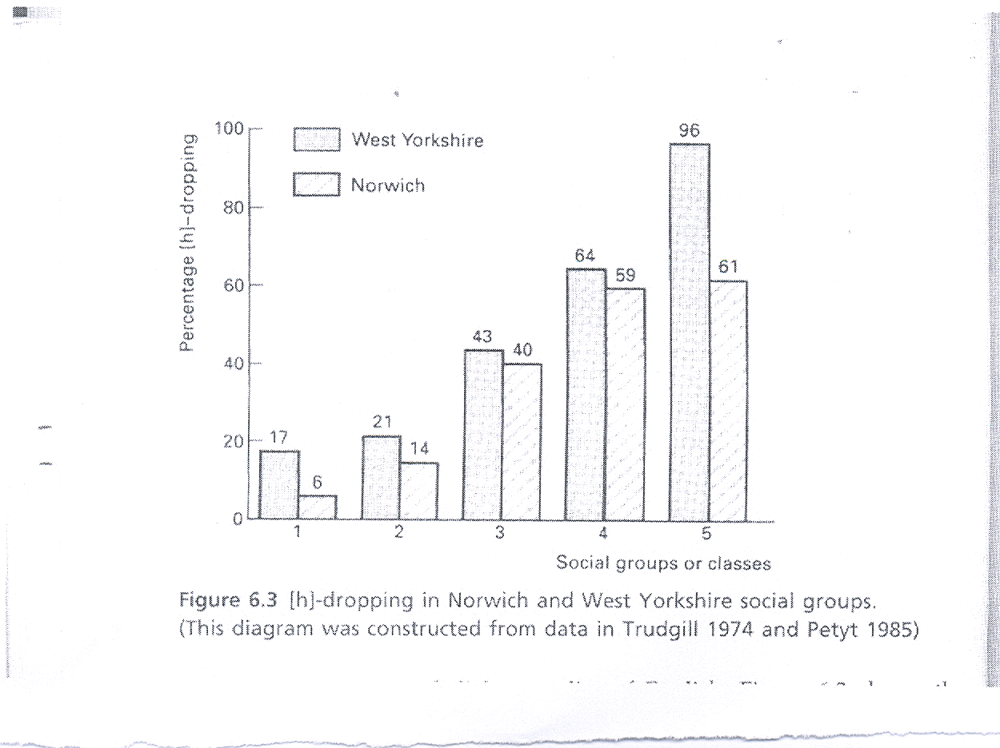 100
80
60
40
20
0
Percentage [h]–dropping
West Yorkshire
Norwich
17
6
21
14
43
40
64
59
96
61
1 2 3 4 5
Social groups or classes
Figure 6.3 [h]-dropping in Norwich and West Yorkshire social groups.
(This diagram was constructed from data in Trudgill 1974 and Petyt 1985)